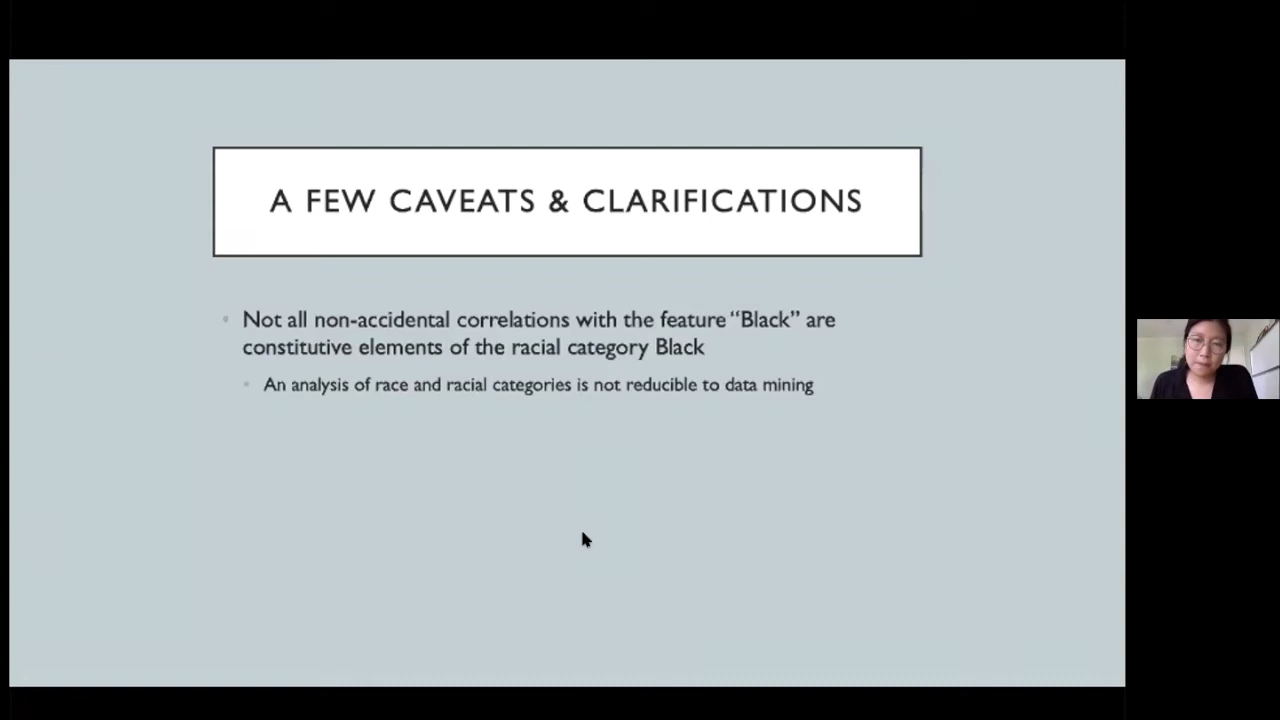 A FEW CAVEATS & CLARIFICATIONS
Not all non-accidental correlations with the feature “Black” are
constitutive elements of the racial category Black
An analysis of race and racial categories is not reducible to data mining